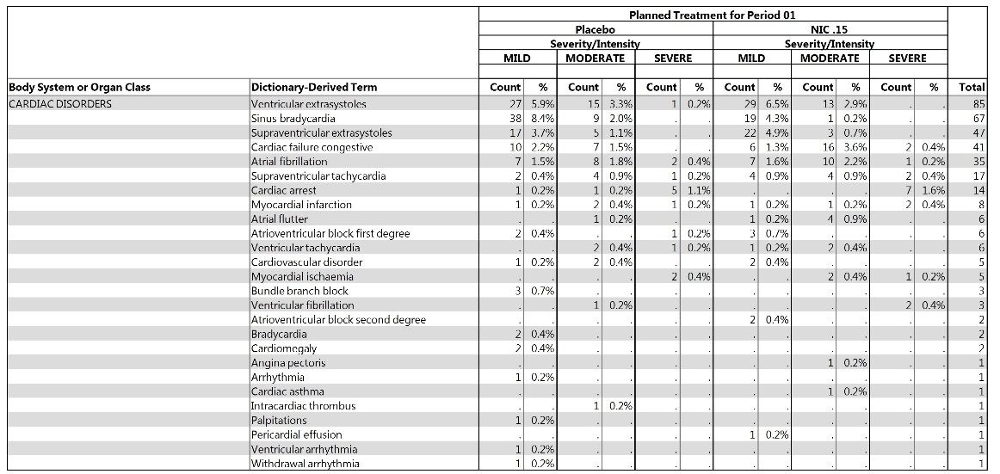 Planned Treatment for Period 01
Placebo NIC .15
Severity/Intensity Severity/Intensity
MILD MODERATE SEVERE MILD MODERATE SEVERE
Body System or Organ Class Dictionary-Derived Term Count % Count % Count % Count % Count % Count % Total
CARDIAC DISORDERS Ventricular extrasystoles 27 5.9% 15 3.3% 1 0.2% 29 6.5% 13 2.9% . . 85
Sinus bradycardia 38 8.4% 9 2.0% . . 19 4.3% 1 0.2% . . 67
Supraventricular extrasystoles 17 3.7% 5 1.1% . . 22 4.9% 3 0.7% . . 47
Cardiac failure congestive 10 2.2% 7 1.5% . . 6 1.3% 16 3.6% 2 0.4% 41
Atrial fibrillation 7 1.5% 8 1.8% 2 0.4% 7 1.6% 10 2.2% 1 0.2% 35
Supraventricular tachycardia 2 0.4% 4 0.9% 1 0.2% 4 0.9% 4 0.9% 2 0.4% 17
Cardiac arrest 1 0.2% 1 0.2% 5 1.1% . . . . 7 1.6% 14
Myocardial infarction 1 0.2% 2 0.4% 1 0.2% 1 0.2% 1 0.2% 2 0.4% 8
Atrial flutter . . 1 0.2% . . 1 0.2% 4 0.9% . . 6
Atrioventricular block first degree 2 0.4% . . 1 0.2% 3 0.7% . . . . 6
Ventricular tachycardia . . 2 0.4% 1 0.2% 1 0.2% 2 0.4% . . 6
Cardiovascular disorder 1 0.2% 2 0.4% . . 2 0.4% . . . . 5
Myocardial ischaemia . . . . 2 0.4% . . 2 0.4% 1 0.2% 5
Bundle branch block 3 0.7% . . . . . . . . . . 3
Ventricular fibrillation . . 1 0.2% . . . . . . 2 0.4% 3
Atrioventricular block second degree . . . . . . 2 0.4% . . . . 2
Bradycardia 2 0.4% . . . . . . . . . . 2
Cardiomegaly 2 0.4% . . . . . . . . . . 2
Angina pectoris . . . . . . . . 1 0.2% . . 1
Arrhythmia 1 0.2% . . . . . . . . . . 1
Cardiac asthma . . . . . . . . 1 0.2% . . 1
Intracardiac thrombus . . 1 0.2% . . . . . . . . 1
Palpitations 1 0.2% . . . . . . . . . . 1
Pericardial effusion . . . . . . 1 0.2% . . . . 1
Ventricular arrhythmia 1 0.2% . . . . . . . . . . 1
Withdrawal arrhythmia 1 0.2% . . . . . . . . . . 1